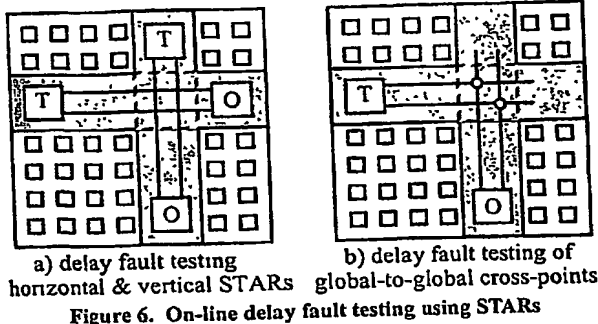 T
T
O
O
T
O
a) delay fault testing
horizontal & vertical STARs
b) delay fault testing of
global-to-global cross-points
Figure 6. On-line delay fault testing using STARs